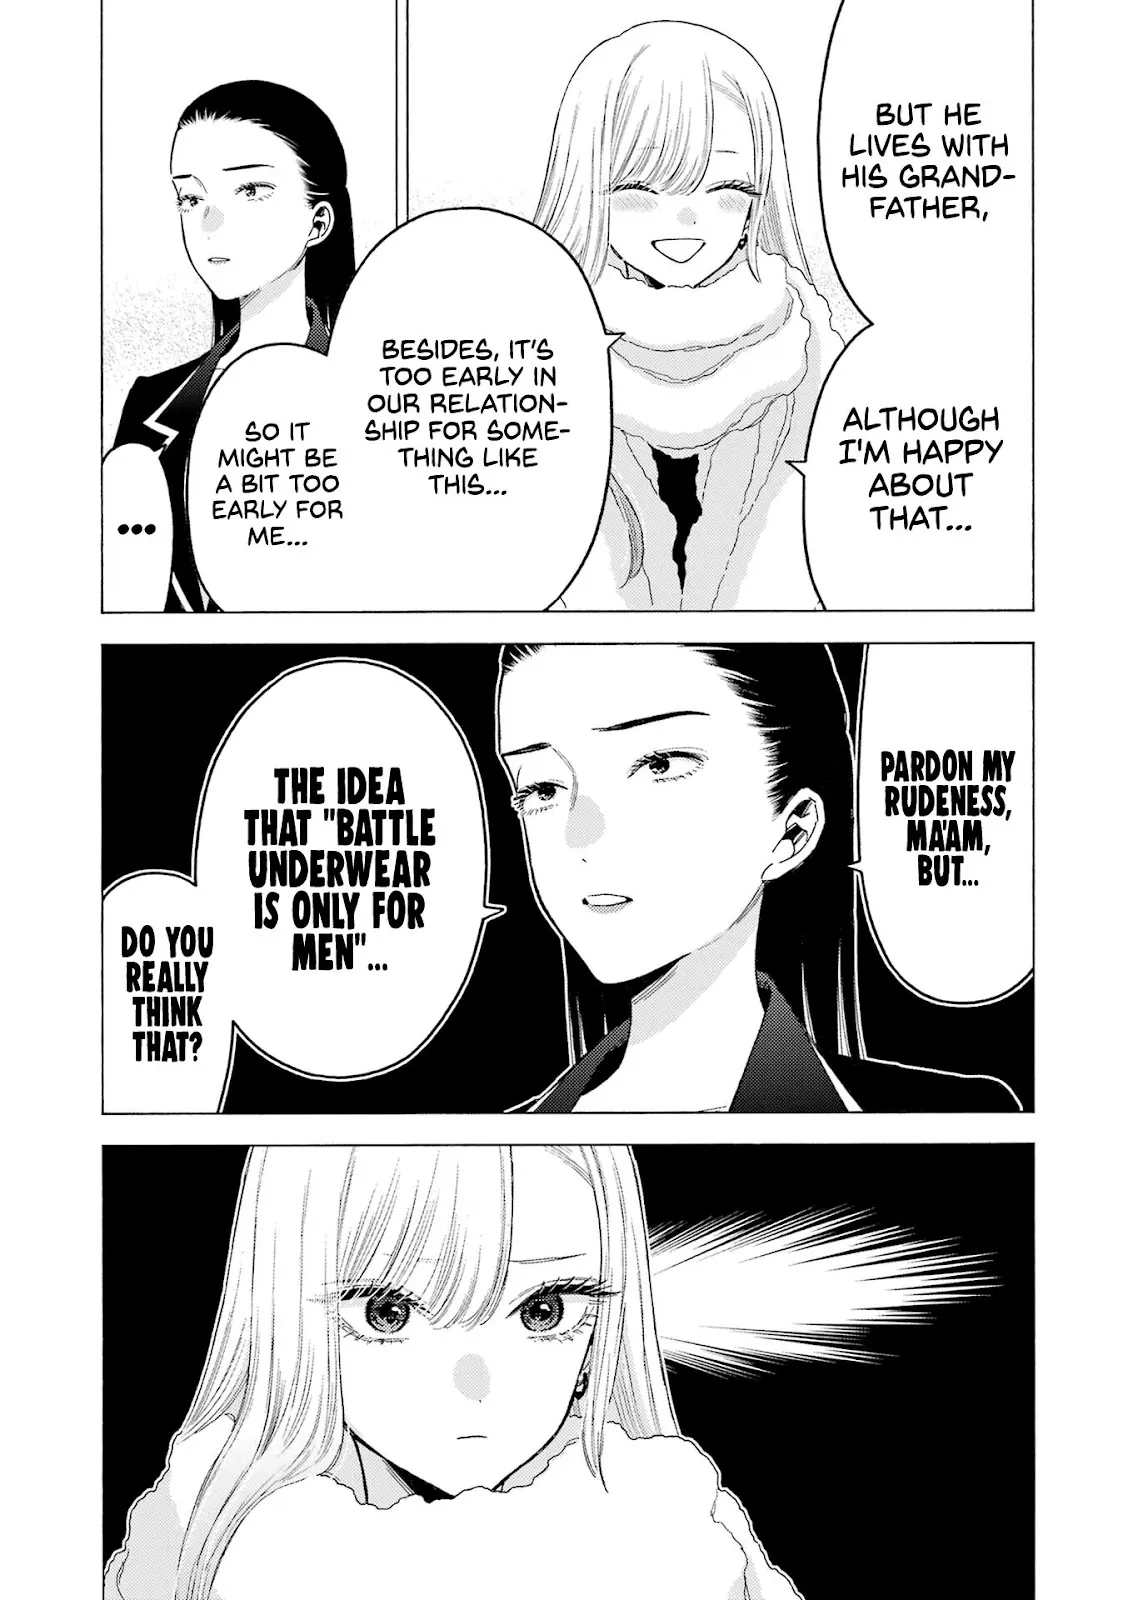 BUT HE
LIVES WITH
HIS GRAND-
FATHER,
ALTHOUGH
I'M HAPPY
ABOUT
THAT...
BESIDES, IT'S
TOO EARLY IN
OUR RELATION-
SHIP FOR SOME-
THING LIKE
THIS...
SO IT
MIGHT BE
A BIT TOO
EARLY FOR
ME...
...
PARDON MY
RUDENESS,
MA'AM,
BUT...
THE IDEA
THAT "BATTLE
UNDERWEAR
IS ONLY FOR
MEN"...
DO YOU
REALLY
THINK
THAT?